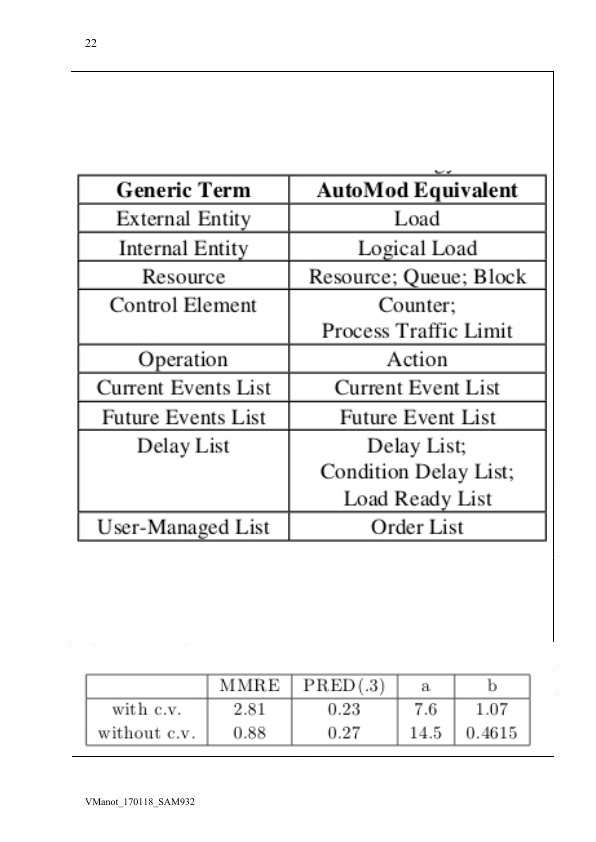 22
Generic Term AutoMod Equivalent
External Entity Load
Internal Entity Logical Load
Resource Resource; Queue; Block
Control Element Counter;
Process Traffic Limit
Operation Action
Current Events List Current Event List
Future Events List Future Event List
Delay List Delay List;
Condition Delay List;
Load Ready List
User-Managed List Order List
MMRE PRED(.3) a b
with c.v. 2.81 0.23 7.6 1.07
without c.v. 0.88 0.27 14.5 0.4615
VManot_170118_SAM932